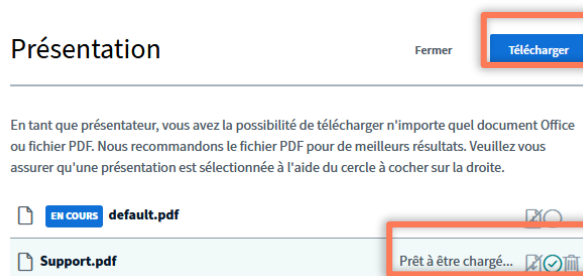 Présentation Fermer Télécharger
En tant que présentateur, vous avez la possibilité de télécharger n'importe quel document Office
ou fichier PDF. Nous recommandons le fichier PDF pour de meilleurs résultats. Veuillez vous
assurer qu'une présentation est sélectionnée à l'aide du cercle à cocher sur la droite.
EN COURS default.pdf
Support.pdf Prêt à être chargé...